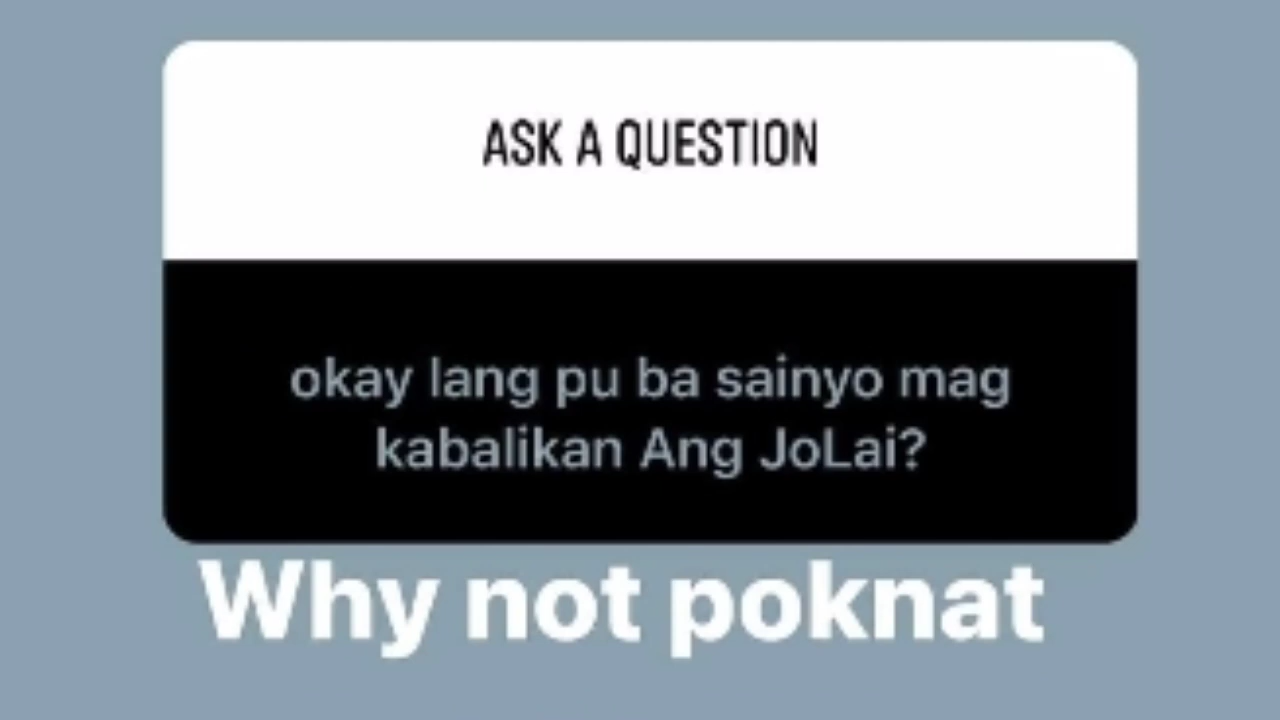 ASK A QUESTION
okay lang pu ba sainyo mag
kabalikan Ang JoLai?
Why not poknat